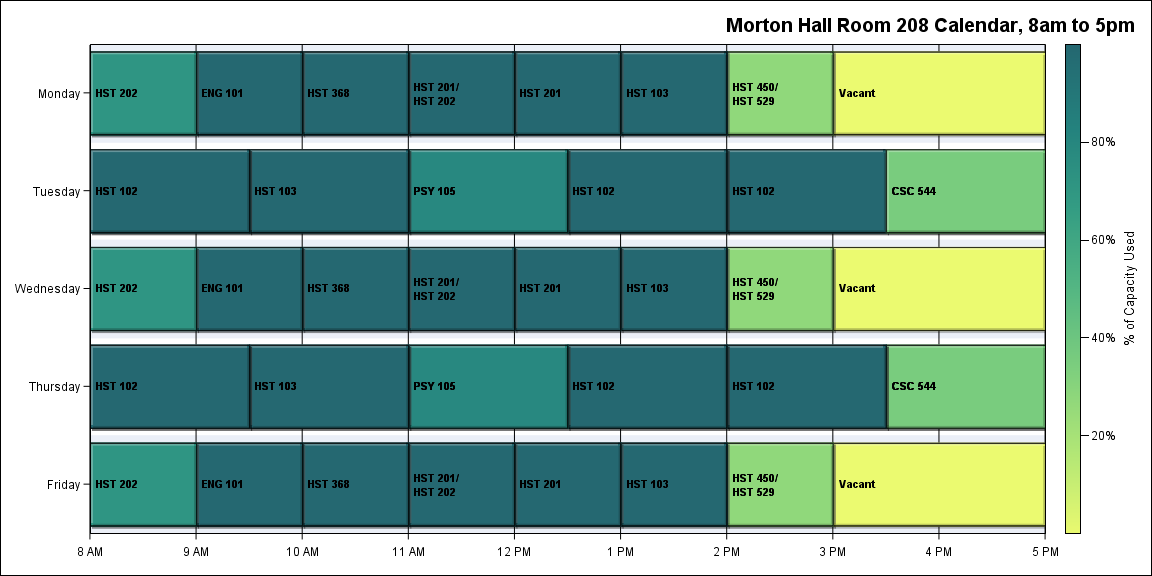 Morton Hall Room 208 Calendar, 8am to 5pm
Monday
HST 202
ENG 101
HST 368
HST 201/
HST 202
HST 201
HST 103
HST 450/
HST 529
Vacant
Tuesday
HST 102
HST 103
PSY 105
HST 102
HST 102
CSC 544
Wednesday
HST 202
ENG 101
HST 368
HST 201/
HST 202
HST 201
HST 103
HST 450/
HST 529
Vacant
Thursday
HST 102
HST 103
PSY 105
HST 102
HST 102
CSC 544
Friday
HST 202
ENG 101
HST 368
HST 201/
HST 202
HST 201
HST 103
HST 450/
HST 529
Vacant
8 AM
9 AM
10 AM
11 AM
12 PM
1 PM
2 PM
3 PM
4 PM
5 PM
80%
60%
40%
20%
% of Capacity Used